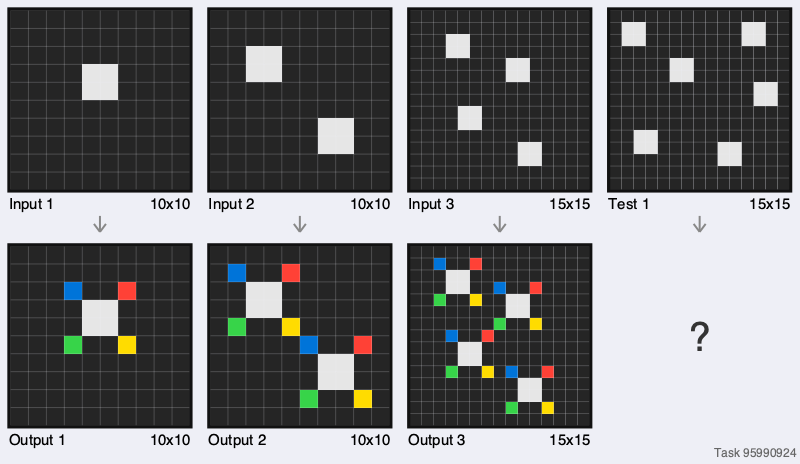 Input 1 10x10 Input 2 10x10 Input 3 15x15 Test 1 15x15
?
Output 1 10x10 Output 2 10x10 Output 3 15x15
Task 95990924